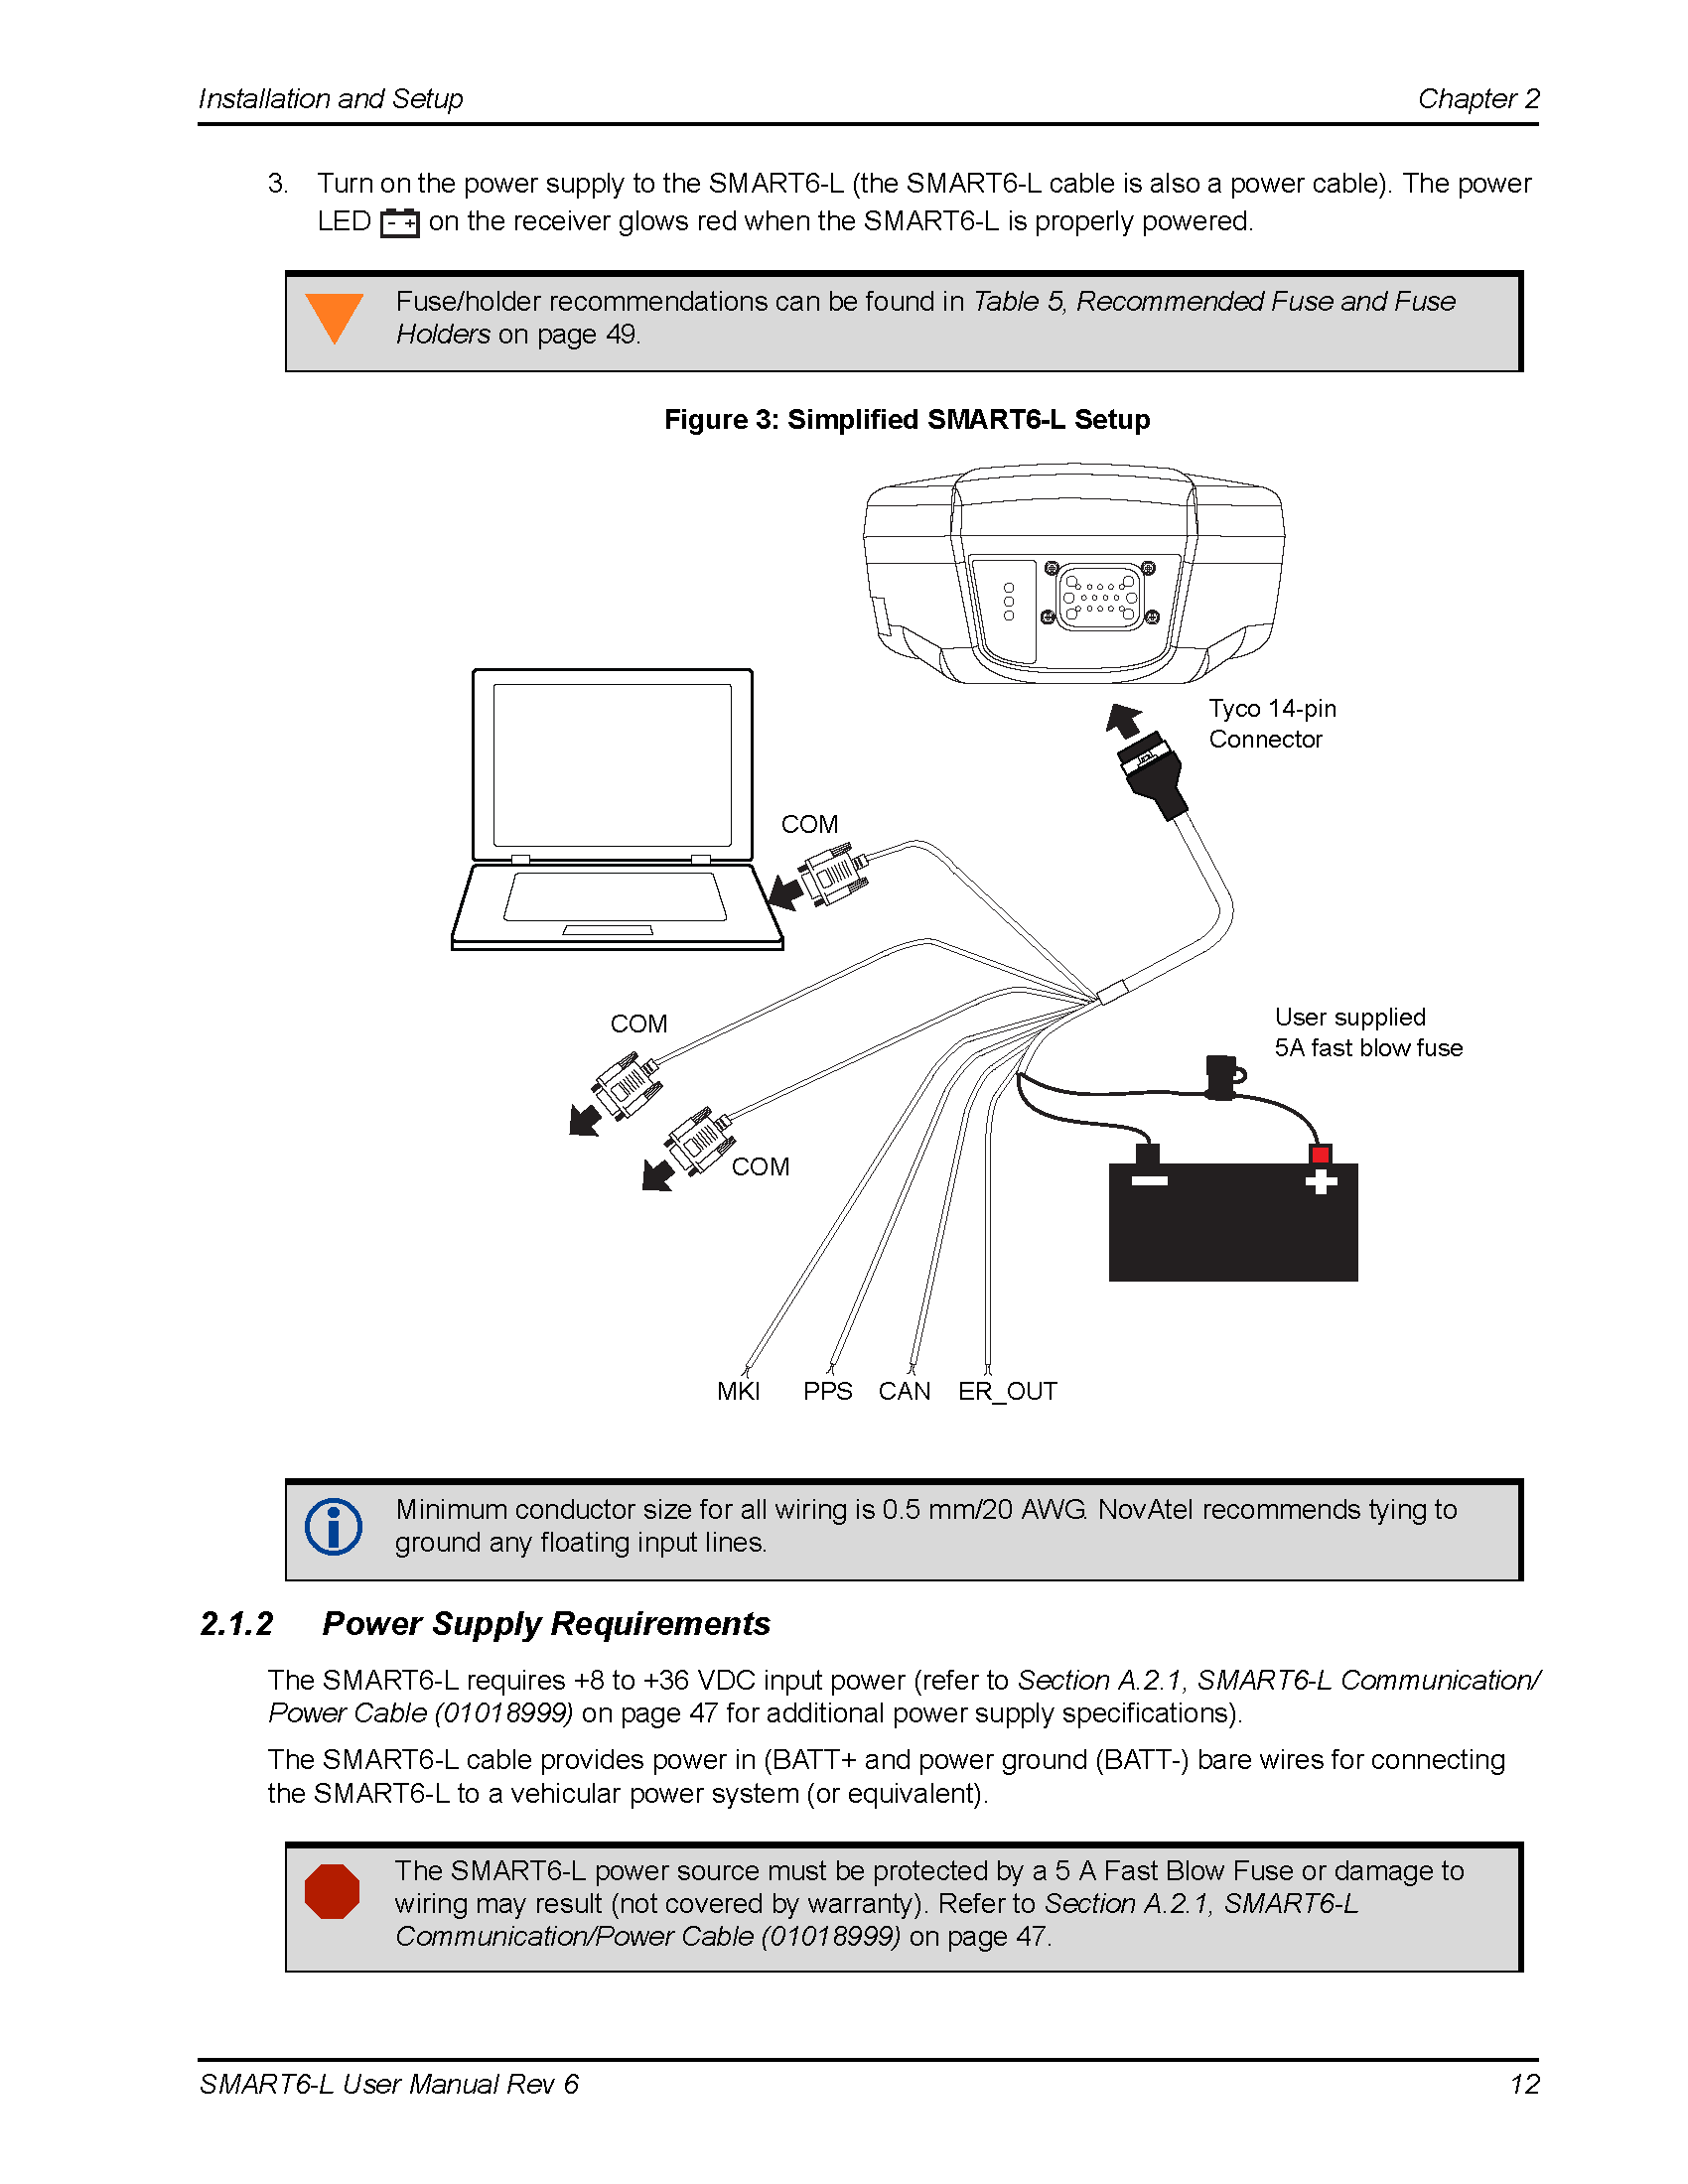 Installation and Setup Chapter 2
3. Turn on the power supply to the SMART6-L (the SMART6-L cable is also a power cable). The power
LED - + on the receiver glows red when the SMART6-L is properly powered.
Fuse/holder recommendations can be found in Table 5, Recommended Fuse and Fuse
Holders on page 49.
Figure 3: Simplified SMART6-L Setup
Tyco 14-pin
Connector
COM
COM
User supplied
5A fast blow fuse
COM
MKI PPS CAN ER_OUT
Minimum conductor size for all wiring is 0.5 mm/20 AWG. NovAtel recommends tying to
ground any floating input lines.
2.1.2 Power Supply Requirements
The SMART6-L requires +8 to +36 VDC input power (refer to Section A.2.1, SMART6-L Communication/
Power Cable (01018999) on page 47 for additional power supply specifications).
The SMART6-L cable provides power in (BATT+ and power ground (BATT-) bare wires for connecting
the SMART6-L to a vehicular power system (or equivalent).
The SMART6-L power source must be protected by a 5 A Fast Blow Fuse or damage to
wiring may result (not covered by warranty). Refer to Section A.2.1, SMART6-L
Communication/Power Cable (01018999) on page 47.
SMART6-L User Manual Rev 6 12